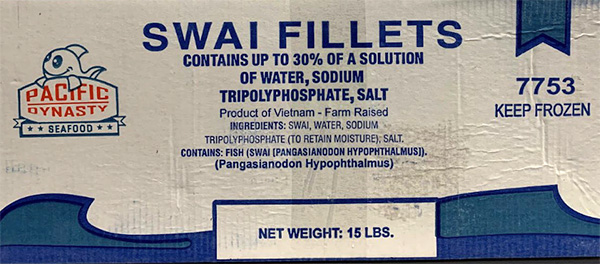 SWAI FILLETS
CONTAINS UP TO 30% OF A SOLUTION
OF WATER, SODIUM
TRIPOLYPHOSPHATE, SALT
Product of Vietnam - Farm Raised
INGREDIENTS: SWAI, WATER, SODIUM
TRIPOLYPHOSPHATE (TO RETAIN MOISTURE), SALT.
CONTAINS: FISH (SWAI [PANGASIANODON HYPOPHTHALMUS]).
(Pangasianodon Hypophthalmus)
PACIFIC
DYNASTY
SEAFOOD
7753
KEEP FROZEN
NET WEIGHT: 15 LBS.